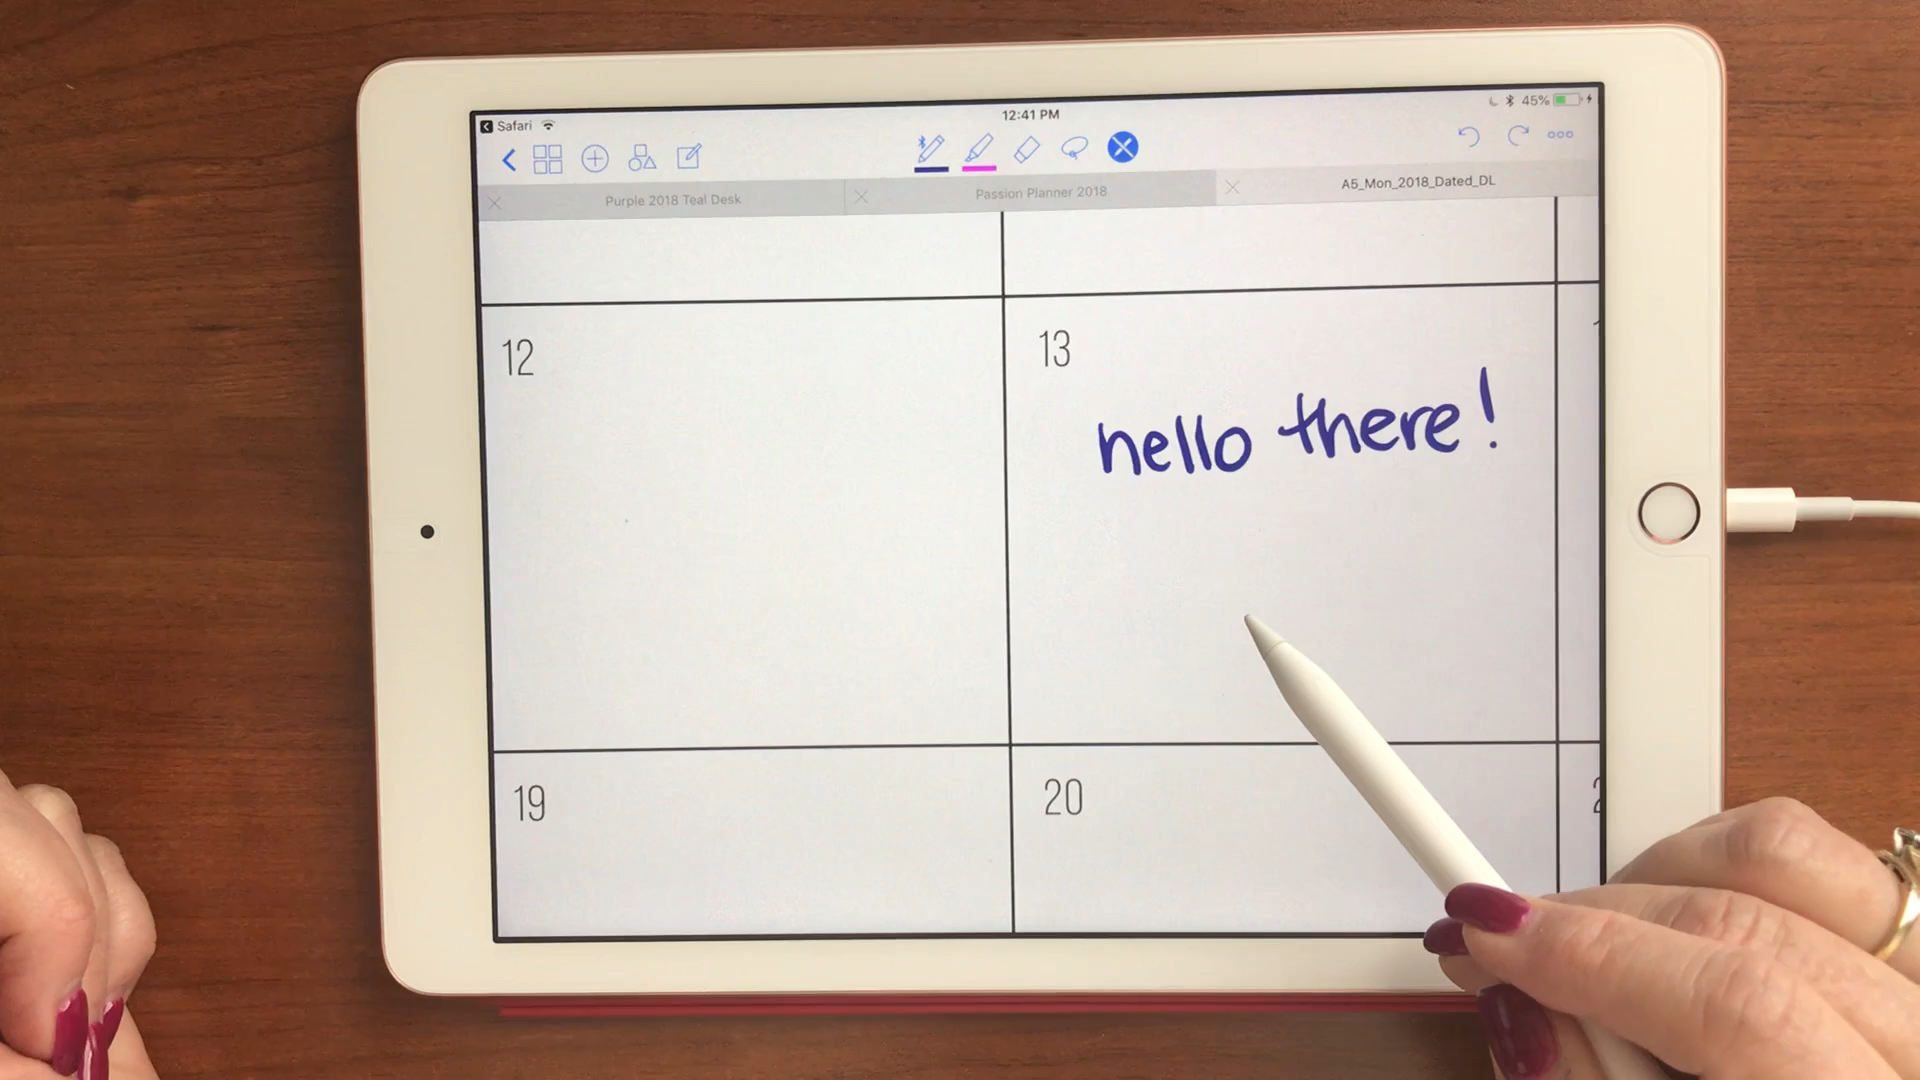 Safari
12:41 PM
45%
Purple 2018 Teal Desk
Passion Planner 2018
A5_Mon_2018_Dated_DL
12
13
hello there!
19
20